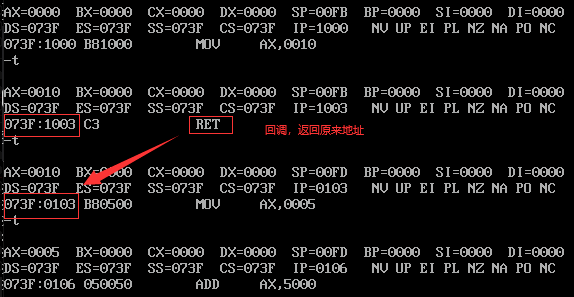 AX=0000  BX=0000  CX=0000  DX=0000  SP=00FB  BP=0000  SI=0000  DI=0000
DS=073F  ES=073F  SS=073F  CS=073F  IP=1000   NV UP EI PL NZ NA PO NC
073F:1000 B81000        MOV     AX,0010
-t
AX=0010  BX=0000  CX=0000  DX=0000  SP=00FB  BP=0000  SI=0000  DI=0000
DS=073F  ES=073F  SS=073F  CS=073F  IP=1003   NV UP EI PL NZ NA PO NC
073F:1003 C3            RET
回调，返回原来地址
-t
AX=0010  BX=0000  CX=0000  DX=0000  SP=00FD  BP=0000  SI=0000  DI=0000
DS=073F  ES=073F  SS=073F  CS=073F  IP=0103   NV UP EI PL NZ NA PO NC
073F:0103 B80500        MOV     AX,0005
-t
AX=0005  BX=0000  CX=0000  DX=0000  SP=00FD  BP=0000  SI=0000  DI=0000
DS=073F  ES=073F  SS=073F  CS=073F  IP=0106   NV UP EI PL NZ NA PO NC
073F:0106 050050        ADD     AX,5000